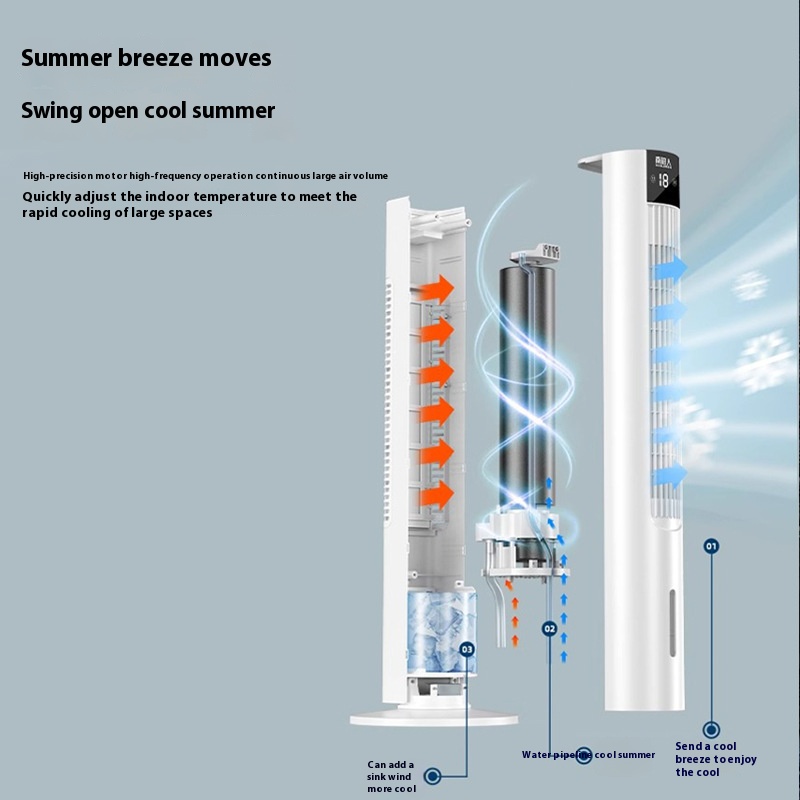 Summer breeze moves
Swing open cool summer
High-precision motor high-frequency operation continuous large air volume
Quickly adjust the indoor temperature to meet the
rapid cooling of large spaces
18
01
02
03
Can add a
sink wind
more cool
Water pipeline cool summer
Send a cool
breeze to enjoy
the cool